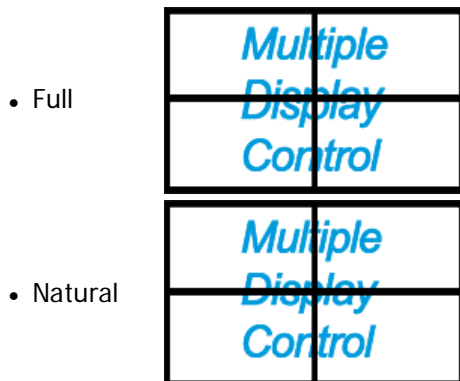 • Full
Multiple
Display
Control
• Natural
Multiple
Display
Control